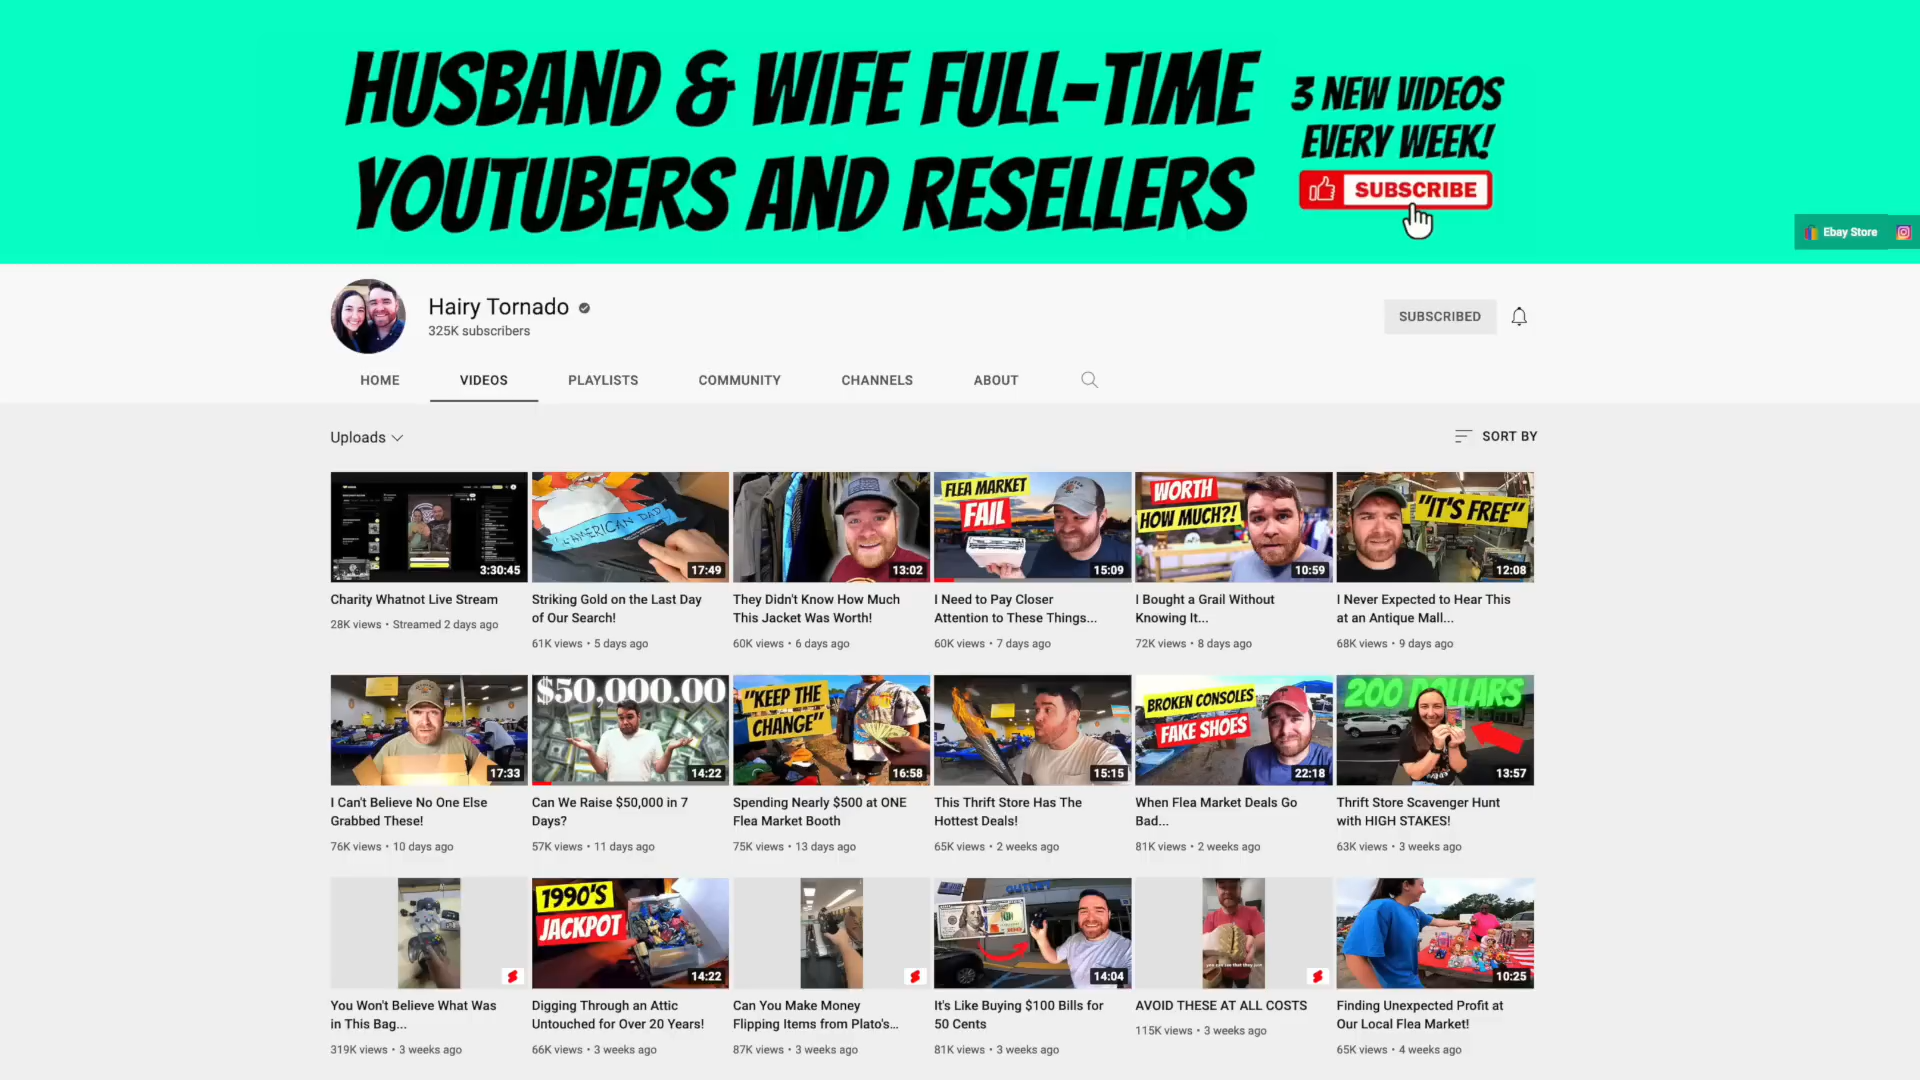 HUSBAND & WIFE FULL-TIME
YOUTUBERS AND RESELLERS
3 NEW VIDEOS
EVERY WEEK!
SUBSCRIBE
Ebay Store
Hairy Tornado
325K subscribers
SUBSCRIBED
HOME VIDEOS PLAYLISTS COMMUNITY CHANNELS ABOUT
Uploads
SORT BY
3:30:45
AMERICAN DAD
17:49
13:02
FLEA MARKET
FAIL
15:09
WORTH
HOW MUCH?!
10:59
"IT'S FREE"
12:08
Charity Whatnot Live Stream
28K views • Streamed 2 days ago
Striking Gold on the Last Day
of Our Search!
61K views • 5 days ago
They Didn't Know How Much
This Jacket Was Worth!
60K views • 6 days ago
I Need to Pay Closer
Attention to These Things...
60K views • 7 days ago
I Bought a Grail Without
Knowing It...
72K views • 8 days ago
I Never Expected to Hear This
at an Antique Mall...
68K views • 9 days ago
17:33
$50,000.00
14:22
"KEEP THE
CHANGE"
16:58
15:15
BROKEN CONSOLES
FAKE SHOES
22:18
200 DOLLARS
13:57
I Can't Believe No One Else
Grabbed These!
76K views • 10 days ago
Can We Raise $50,000 in 7
Days?
57K views • 11 days ago
Spending Nearly $500 at ONE
Flea Market Booth
75K views • 13 days ago
This Thrift Store Has The
Hottest Deals!
65K views • 2 weeks ago
When Flea Market Deals Go
Bad...
81K views • 2 weeks ago
Thrift Store Scavenger Hunt
with HIGH STAKES!
63K views • 3 weeks ago
1990'S
JACKPOT
14:22
14:04
10:25
You Won't Believe What Was
in This Bag...
319K views • 3 weeks ago
Digging Through an Attic
Untouched for Over 20 Years!
66K views • 3 weeks ago
Can You Make Money
Flipping Items from Plato's...
87K views • 3 weeks ago
It's Like Buying $100 Bills for
50 Cents
81K views • 3 weeks ago
AVOID THESE AT ALL COSTS
115K views • 3 weeks ago
Finding Unexpected Profit at
Our Local Flea Market!
65K views • 4 weeks ago